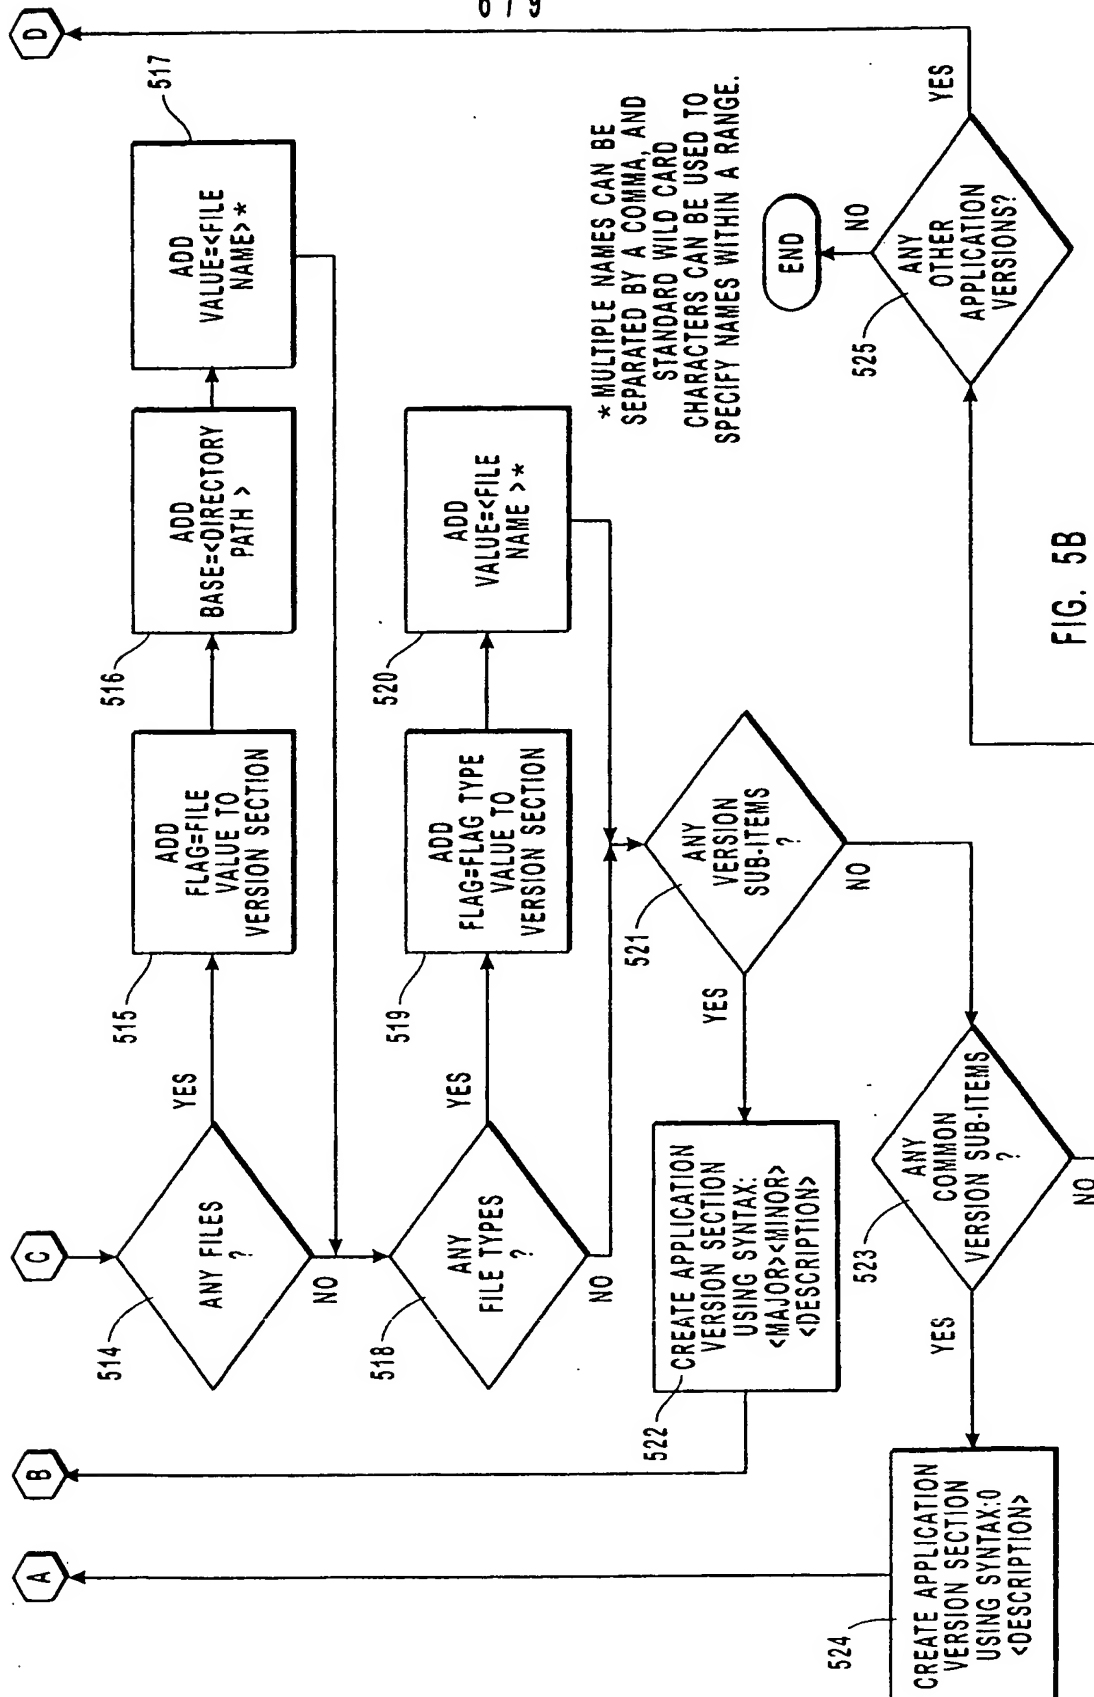 6 / 9
C
514
ANY FILES
?
YES
NO
515
ADD
FLAG=FILE
VALUE TO
VERSION SECTION
516
ADD
BASE=<DIRECTORY
PATH >
517
ADD
VALUE=<FILE
NAME>*
518
ANY
FILE TYPES
?
YES
NO
519
ADD
FLAG=FLAG TYPE
VALUE TO
VERSION SECTION
520
ADD
VALUE=<FILE
NAME >*
521
ANY
VERSION
SUB-ITEMS
?
YES
NO
B
522
CREATE APPLICATION
VERSION SECTION
USING SYNTAX:
<MAJOR><MINOR>
<DESCRIPTION>
523
ANY
COMMON
VERSION SUB-ITEMS
?
YES
NO
A
524
CREATE APPLICATION
VERSION SECTION
USING SYNTAX:0
<DESCRIPTION>
525
ANY
OTHER
APPLICATION
VERSIONS?
YES
NO
END
D
* MULTIPLE NAMES CAN BE
SEPARATED BY A COMMA, AND
STANDARD WILD CARD
CHARACTERS CAN BE USED TO
SPECIFY NAMES WITHIN A RANGE.
FIG. 5B